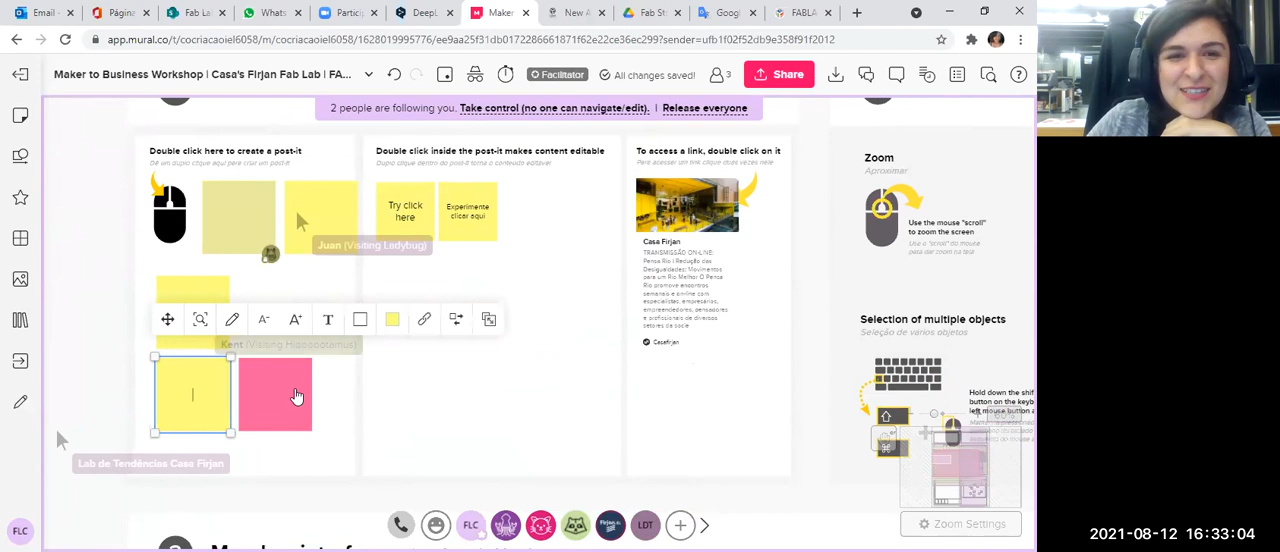 Email -
Página
Fab La
Whats
Partici
DeepL
Maker
New A
Fab St
Googl
FABLA
app.mural.co/t/cocriacaoiel6058/m/cocriacaoiel6058/1628196995776/
Maker to Business Workshop | Casa's Firjan Fab Lab | FA...
Facilitator
All changes saved!
3
Share
2 people are following you. Take control (no one can navigate/edit). | Release everyone
Double click here to create a post-it
Dê um duplo clique aqui para criar um post-it
Juan (Visiting Ladybug)
Kent (Visiting Hippopotamus)
Lab de Tendências Casa Firjan
Double click inside the post-it makes content editable
Duplo clique dentro do post-it torna o conteúdo editável
Try click
here
Experimente
clicar aqui
To access a link, double click on it
Para acessar um link clique duas vezes nele
Casa Firjan
TRANSMISSÃO ON-LINE:
Pensa Rio | Redução das
Desigualdades: Movimentos
para um Rio Melhor O Pensa
Rio promove encontros
semanais e on-line com
especialistas, empresários,
empreendedores, pensadores
e profissionais de diversos
setores da socie
Casafirjan
Zoom
Aproximar
Use the mouse "scroll"
to zoom the screen
Use o "scroll" do mouse
para dar zoom na tela
Selection of multiple objects
Seleção de vários objetos
Hold down the shif
button on the keyb
left mouse button a
FLC
FLC
Firjan
LDT
Zoom Settings
2021-08-12 16:33:04